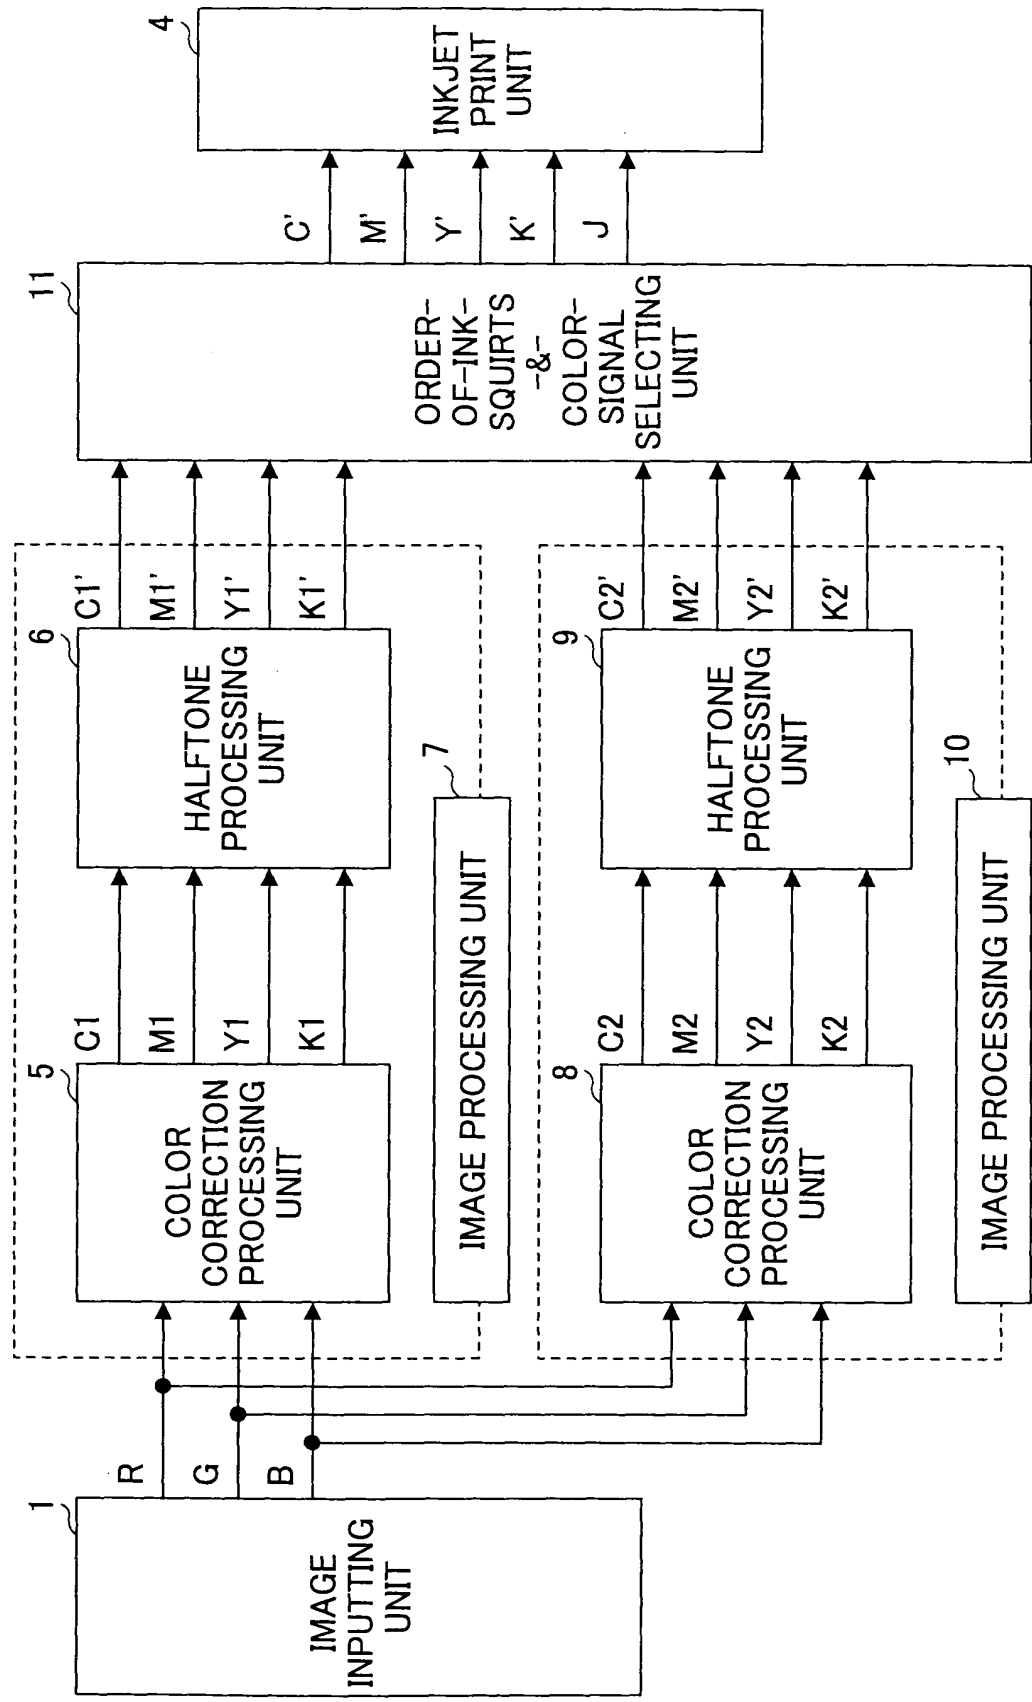 1
IMAGE
INPUTTING
UNIT
R
G
B
5
COLOR
CORRECTION
PROCESSING
UNIT
C1
M1
Y1
K1
6
HALFTONE
PROCESSING
UNIT
C1'
M1'
Y1'
K1'
7
IMAGE PROCESSING UNIT
8
COLOR
CORRECTION
PROCESSING
UNIT
C2
M2
Y2
K2
9
HALFTONE
PROCESSING
UNIT
C2'
M2'
Y2'
K2'
10
IMAGE PROCESSING UNIT
11
ORDER-
OF-INK-
SQUIRTS
-&-
COLOR-
SIGNAL
SELECTING
UNIT
C'
M'
Y'
K'
J
4
INKJET
PRINT
UNIT